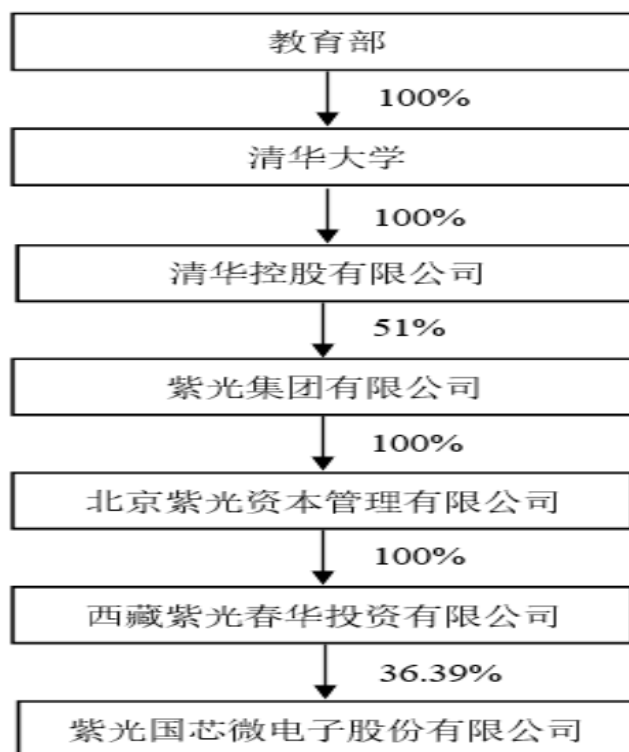 教育部
100%
清华大学
100%
清华控股有限公司
51%
紫光集团有限公司
100%
北京紫光资本管理有限公司
100%
西藏紫光春华投资有限公司
36.39%
紫光国芯微电子股份有限公司